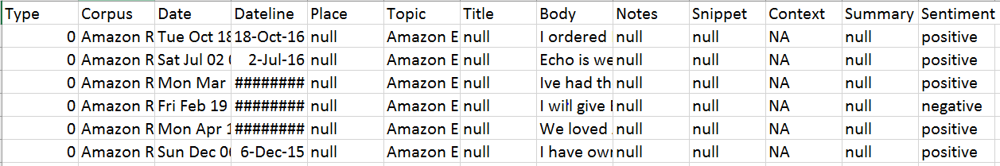 Type Corpus Date Dateline Place Topic Title Body Notes Snippet Context Summary Sentiment
0 Amazon R Tue Oct 18 18-Oct-16 null Amazon E null I ordered null null NA null positive
0 Amazon R Sat Jul 02 2-Jul-16 null Amazon E null Echo is we null null NA null positive
0 Amazon R Mon Mar ######## null Amazon E null Ive had th null null NA null positive
0 Amazon R Fri Feb 19 ######## null Amazon E null I will give null null NA null negative
0 Amazon R Mon Apr 1 ######## null Amazon E null We loved null null NA null positive
0 Amazon R Sun Dec 06 6-Dec-15 null Amazon E null I have own null null NA null positive